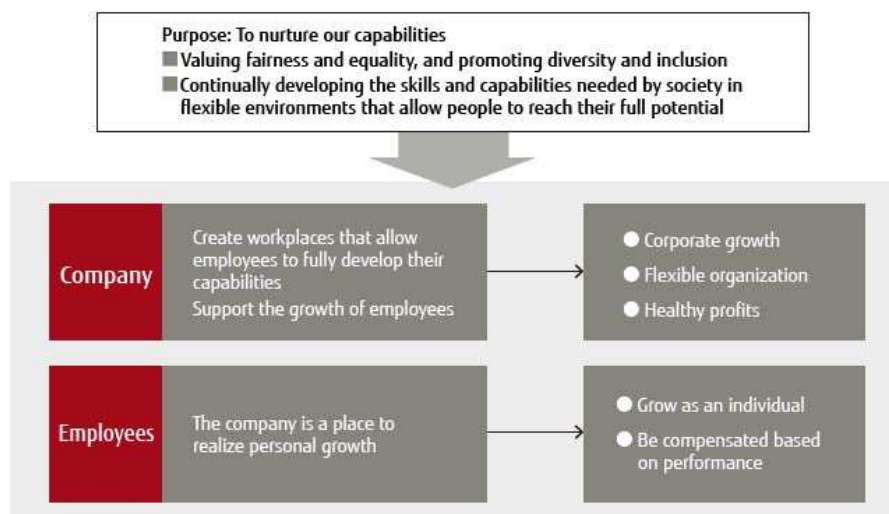 Purpose: To nurture our capabilities
Valuing fairness and equality, and promoting diversity and inclusion
Continually developing the skills and capabilities needed by society in
flexible environments that allow people to reach their full potential
Company
Create workplaces that allow
employees to fully develop their
capabilities
Support the growth of employees
Corporate growth
Flexible organization
Healthy profits
Employees
The company is a place to
realize personal growth
Grow as an individual
Be compensated based
on performance